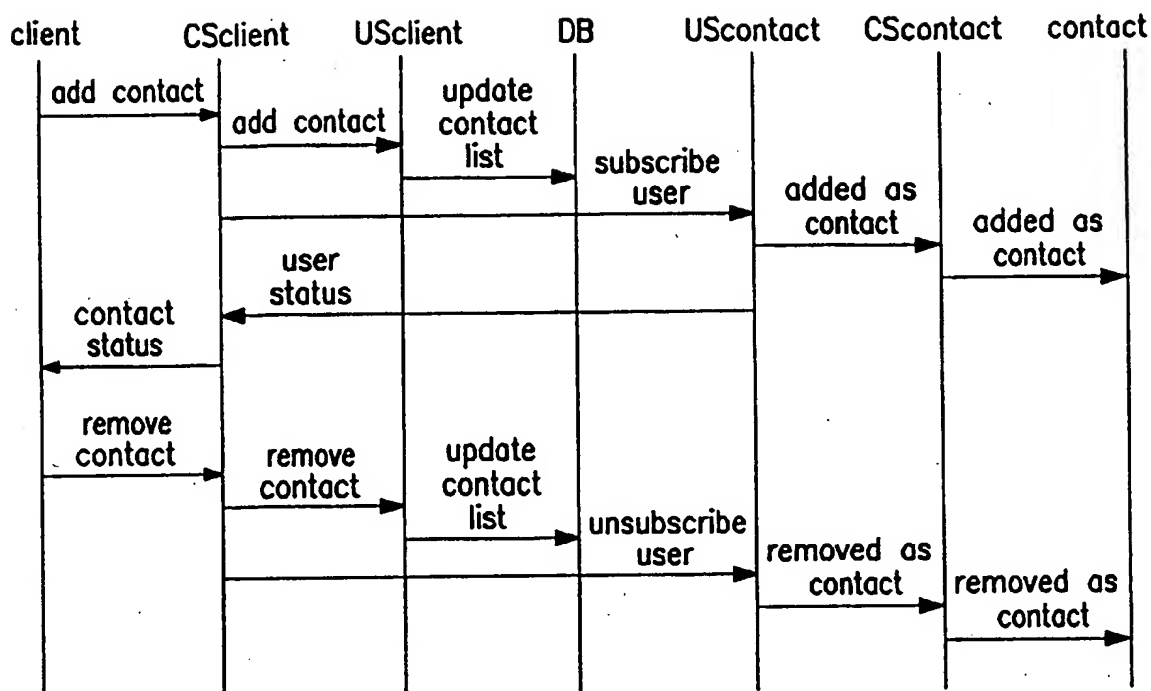 client CSclient USclient DB UScontact CScontact contact
add contact
add contact
update
contact
list
subscribe
user
added as
contact
added as
contact
user
status
contact
status
remove
contact
remove
contact
update
contact
list
unsubscribe
user
removed as
contact
removed as
contact